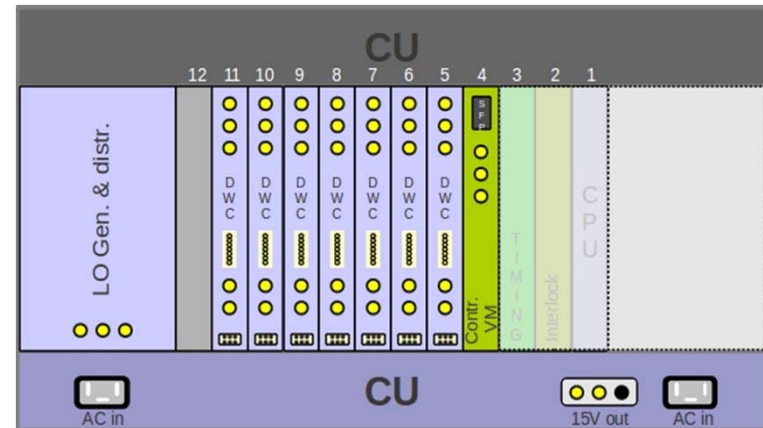 CU
12 11 10 9 8 7 6 5 4 3 2 1
LO Gen. & distr.
DWC
DWC
DWC
DWC
DWC
DWC
DWC
SFP
Contr.
VM
TIMING
Interlock
CPU
CU
AC in
15V out
AC in